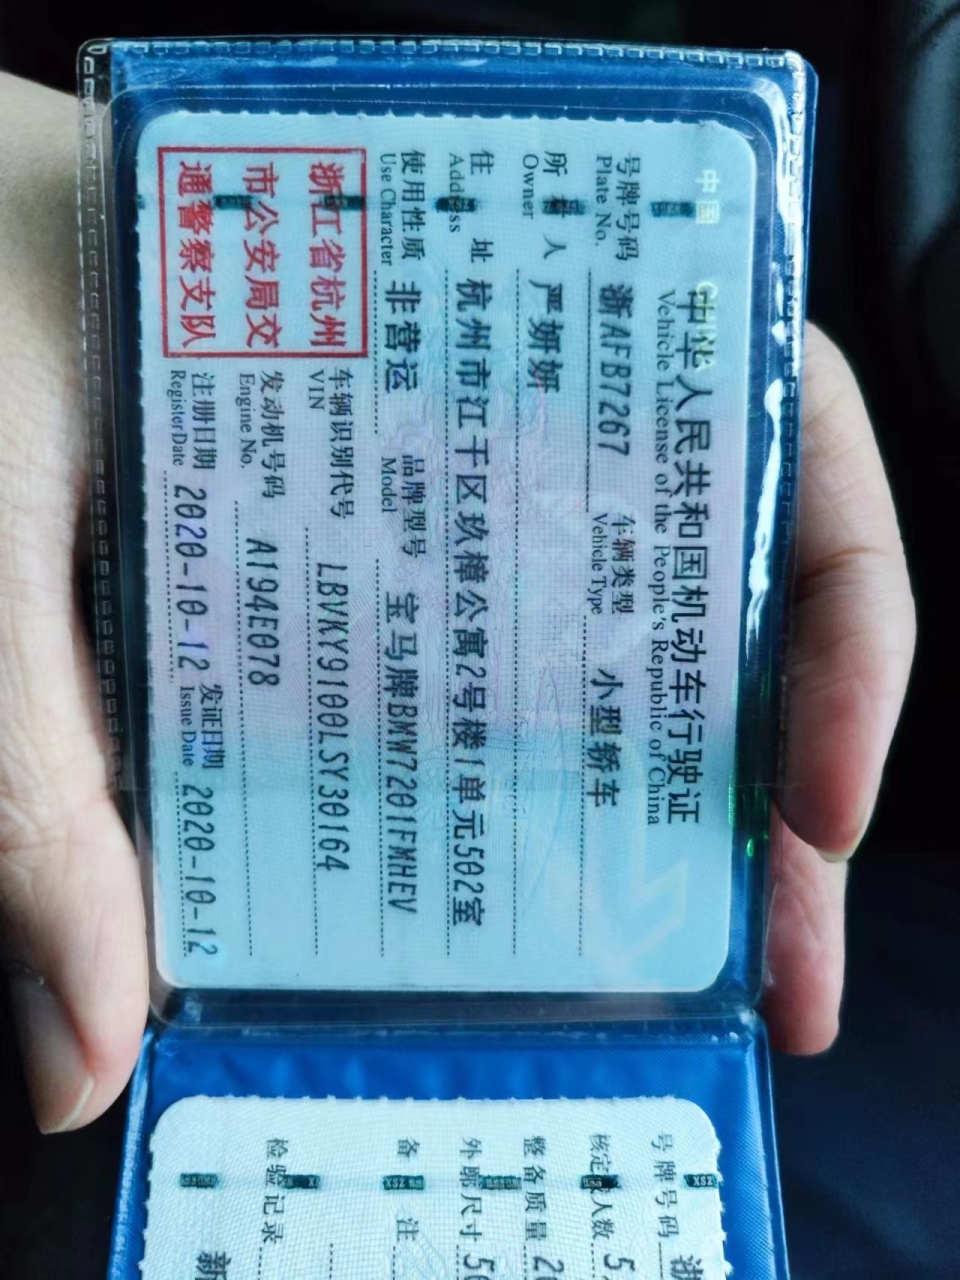 中国 CHINA
中华人民共和国机动车行驶证
Vehicle License of the People's Republic of China
号牌号码 浙AFB7267 车辆类型 小型轿车
Plate No. Vehicle Type
所有人 严妍妍
Owner
住址 杭州市江干区玖樟公寓2号楼1单元502室
Address
使用性质 非营运 品牌型号 宝马牌BMW7201FMHEV
Use Character Model
浙江省杭州
市公安局交
通警察支队
车辆识别代号 LBVKY9100LSY30164
VIN
发动机号码 A194E078
Engine No.
注册日期 2020-10-12 发证日期 2020-10-12
Register Date Issue Date
号牌号码 浙
核定载人数 5
整备质量
外廓尺寸
备注
检验记录
新